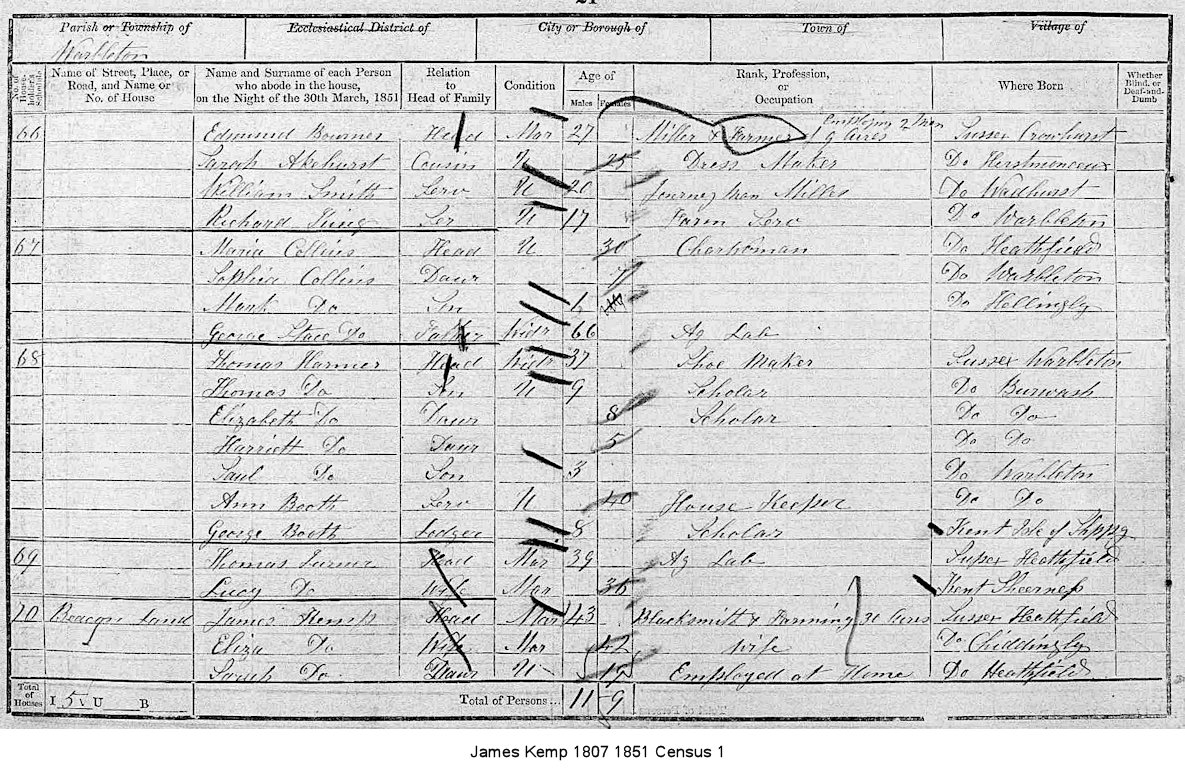 21
Parish or Township of Ecclesiastical District of City or Borough of Town of Village of
Warbleton
No. of Householder's Schedule Name of Street, Place, or Road, and Name or No. of House Name and Surname of each Person who abode in the house, on the Night of the 30th March, 1851 Relation to Head of Family Condition Age of Males Females Rank, Profession, or Occupation Where Born Whether Blind, or Deaf-and-Dumb
66 Edmund Head Mar 27 Miller & Farmer 9 acres Employing 2 Men Sussex Crowhurst
Sarah Akehurst Cousin U 25 Dress Maker Do Herstmonceux
William Smith Serv U 20 Journey Man Miller Do Wadhurst
Richard King Ser U 17 Farm Serv Do Warbleton
67 Maria Collins Head U 30 Charwoman Do Heathfield
Sophia Collins Daur 7 Do Warbleton
Mark Do Son Do Hellingly
George Do Father Widr 66 Ag Lab
68 Thomas Harmer Head Widr 37 Shoe Maker Sussex Warbleton
Thomas Do Son U 9 Scholar Do Burwash
Elizabeth Do Daur 8 Scholar Do Do
Harriett Do Daur 5 Do Do
Saul Do Son 3 Do Warbleton
Ann Booth Serv U 40 House Keeper Do Do
George Booth Lodger 8 Scholar Kent Isle of Sheppy
69 Thomas Turner Head Mar 39 Ag Lab Sussex Heathfield
Lucy Do Wife Mar 36 Kent Sheerness
70 Beacon Land James Head Mar 43 Blacksmith & Farming 30 Acres Sussex Heathfield
Eliza Do Wife Mar 42 Wife Do Chiddingly
Sarah Do Daur U Employed at Home Do Heathfield
Total of Houses I 5 U B Total of Persons... 11 9
James Kemp 1807 1851 Census 1